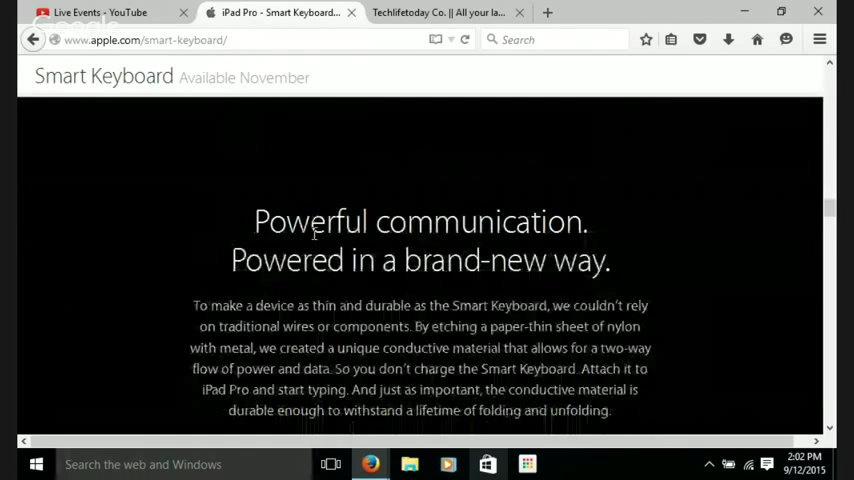 Live Events - YouTube
iPad Pro - Smart Keyboard...
Techlifetoday Co. || All your la...
Google
www.apple.com/smart-keyboard/
Search
Smart Keyboard Available November
Powerful communication.
Powered in a brand-new way.
To make a device as thin and durable as the Smart Keyboard, we couldn't rely
on traditional wires or components. By etching a paper-thin sheet of nylon
with metal, we created a unique conductive material that allows for a two-way
flow of power and data. So you don't charge the Smart Keyboard. Attach it to
iPad Pro and start typing. And just as important, the conductive material is
durable enough to withstand a lifetime of folding and unfolding.
Search the web and Windows
2:02 PM
9/12/2015